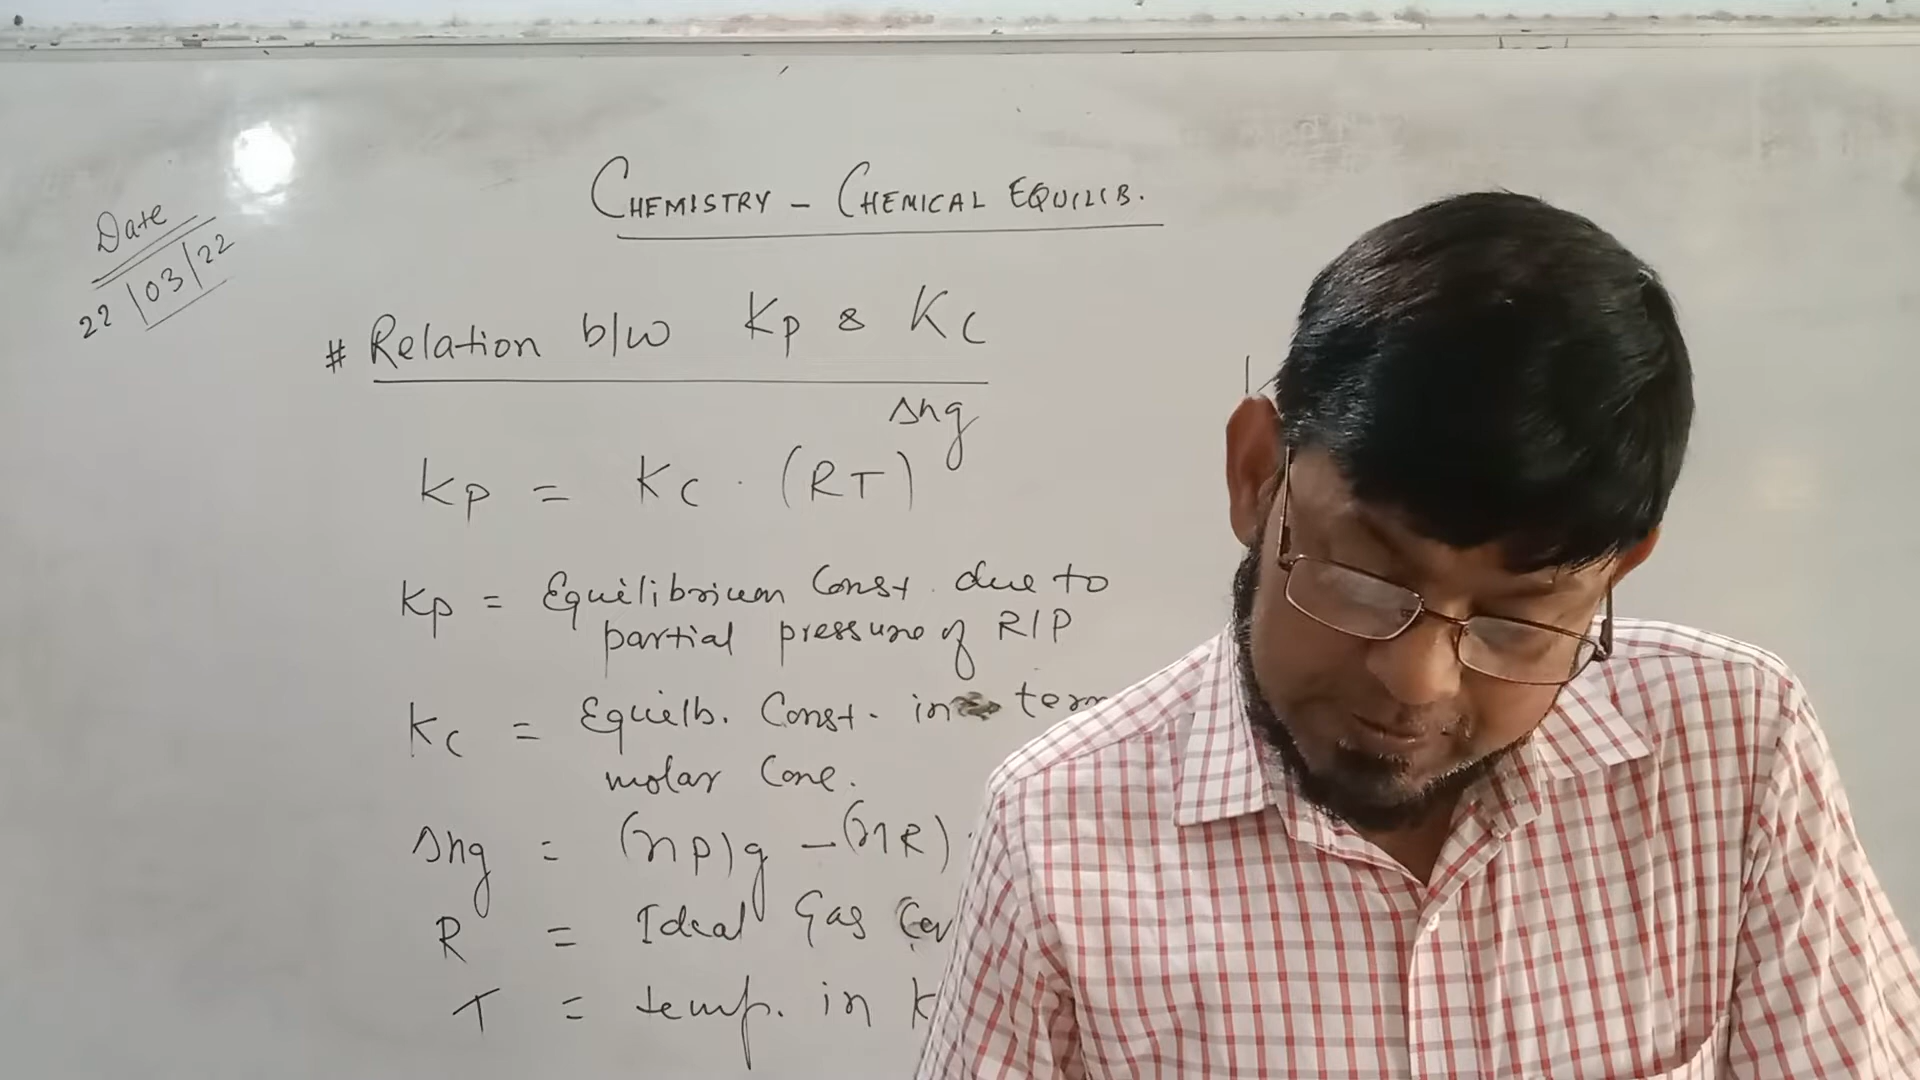 Date
22/03/22
CHEMISTRY - CHEMICAL EQUILIB.
# Relation b/w Kp & Kc
Kp = Kc · (RT)^Δng
Kp = Equilibrium Const. due to
partial pressure of R/P
Kc = Equilb. Const. in term
molar Conc.
Δng = (np)g - (nR)
R = Ideal Gas
T = temp. in K